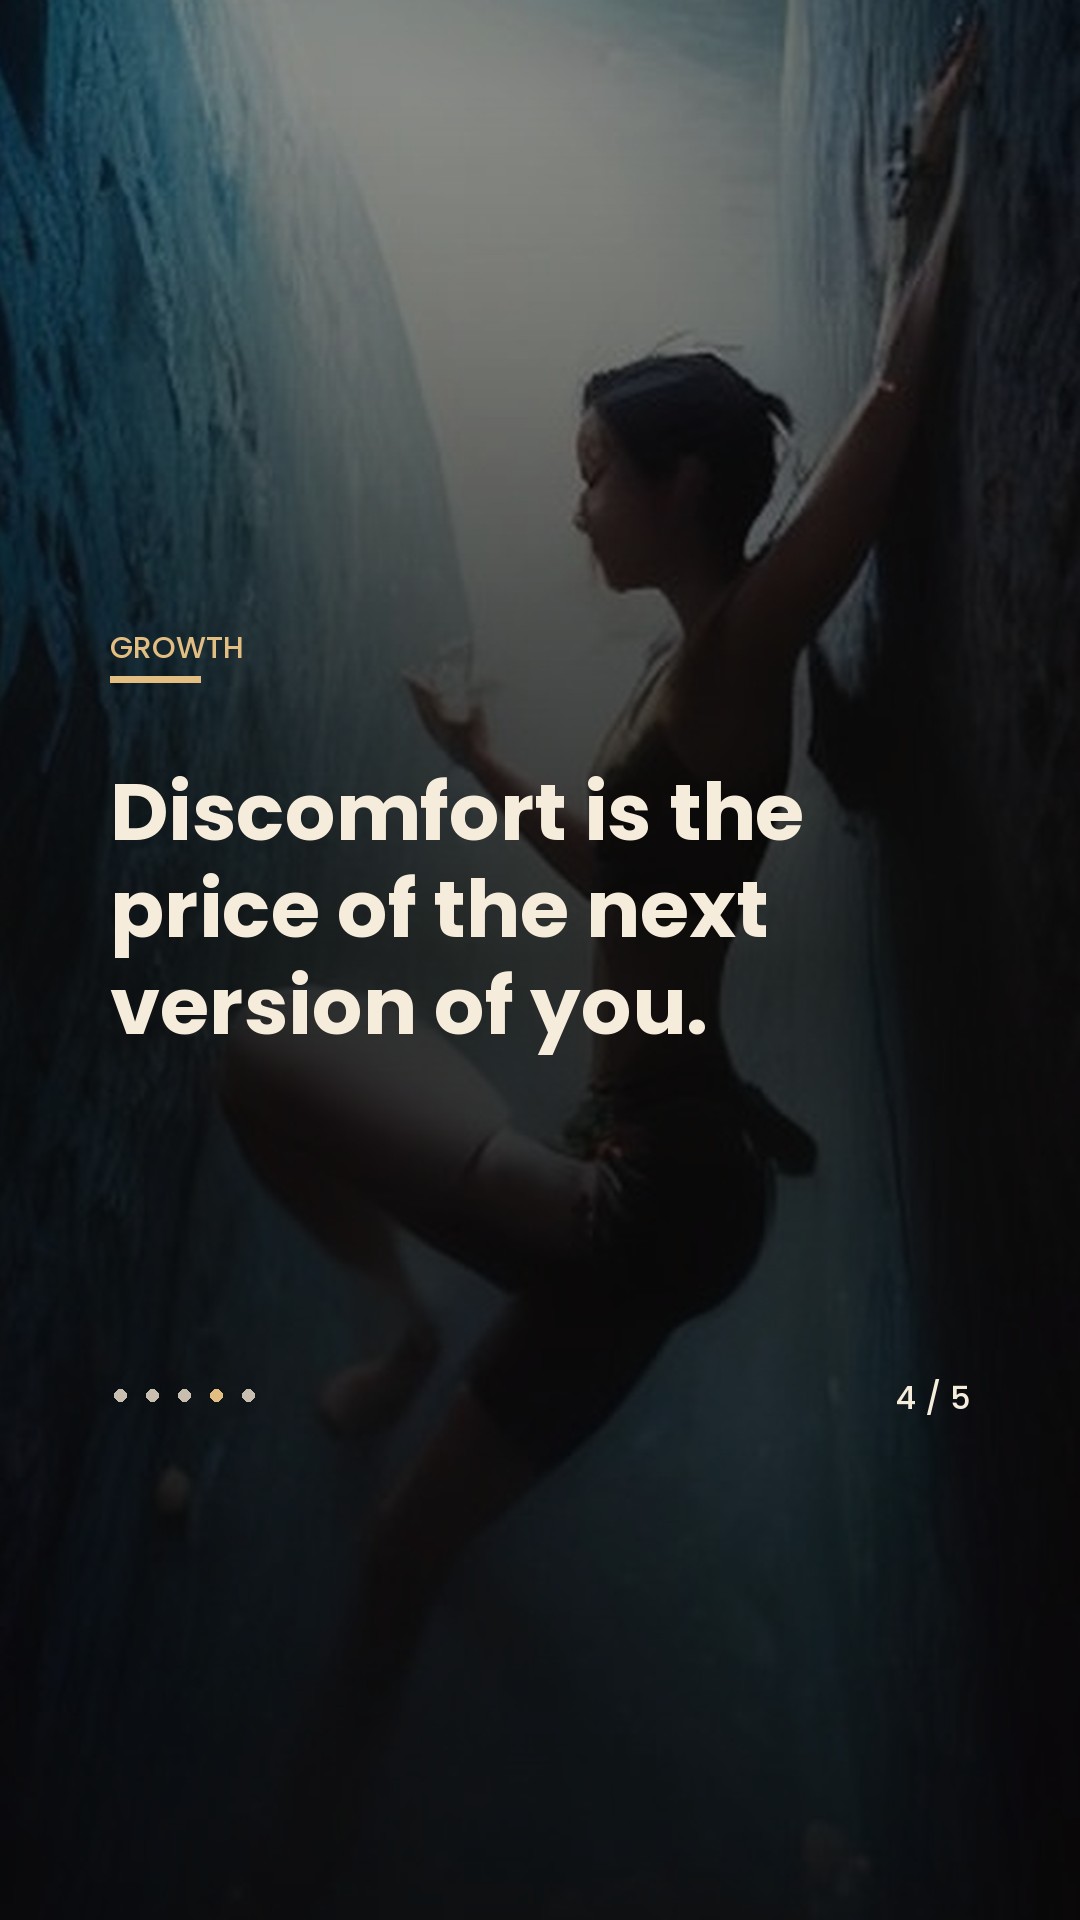 GROWTH
Discomfort is the
price of the next
version of you.
4 / 5